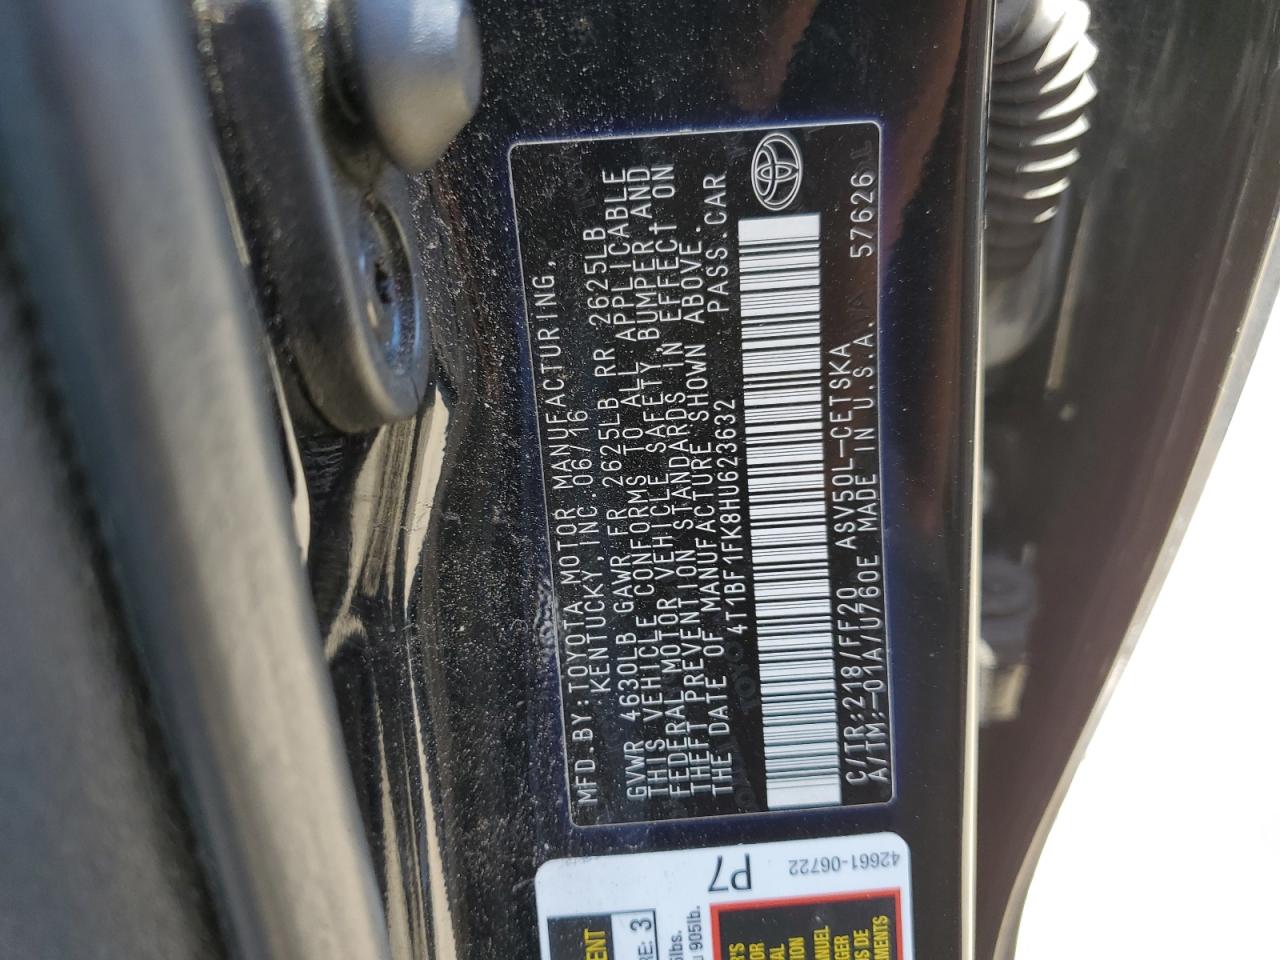 MFD.BY:TOYOTA MOTOR MANUFACTURING,
KENTUCKY, INC. 06/16
GVWR 4630LB GAWR FR 2625LB RR 2625LB
THIS VEHICLE CONFORMS TO ALL APPLICABLE
FEDERAL MOTOR VEHICLE SAFETY, BUMPER AND
THEFT PREVENTION STANDARDS IN EFFECT ON
THE DATE OF MANUFACTURE SHOWN ABOVE.
4T1BF1FK8HU623632 PASS.CAR
C/TR:218/FF20 ASV50L-CETSKA
A/TM:-01A/U760E MADE IN U.S.A. 57626
42661-06722
P7
3
905lb.
MANUEL